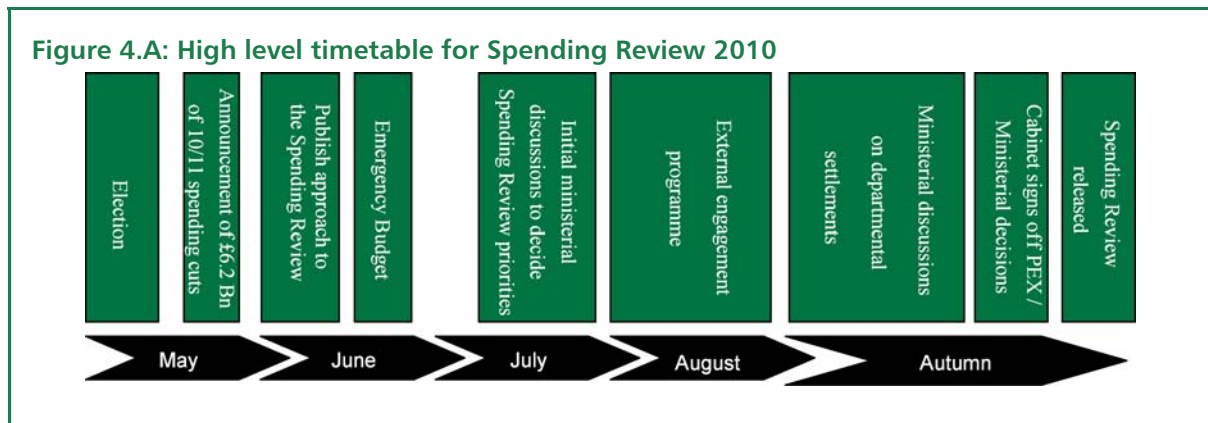 Figure 4.A: High level timetable for Spending Review 2010
Election
Announcement of £6.2 Bn
of 10/11 spending cuts
Publish approach to
the Spending Review
Emergency Budget
Initial ministerial
discussions to decide
Spending Review priorities
External engagement
programme
Ministerial discussions
on departmental
settlements
Cabinet signs off PEX /
Ministerial decisions
Spending Review
released
May
June
July
August
Autumn